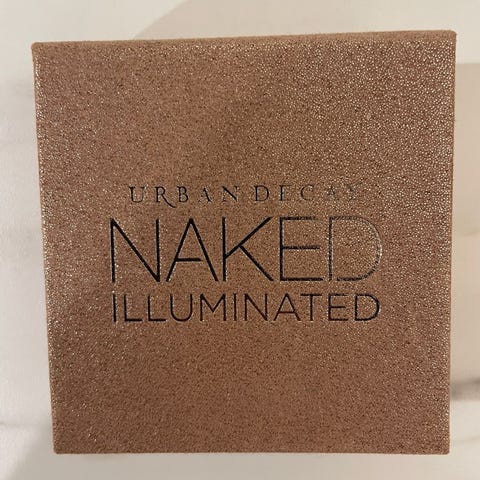 URBAN DECAY
NAKED
ILLUMINATED